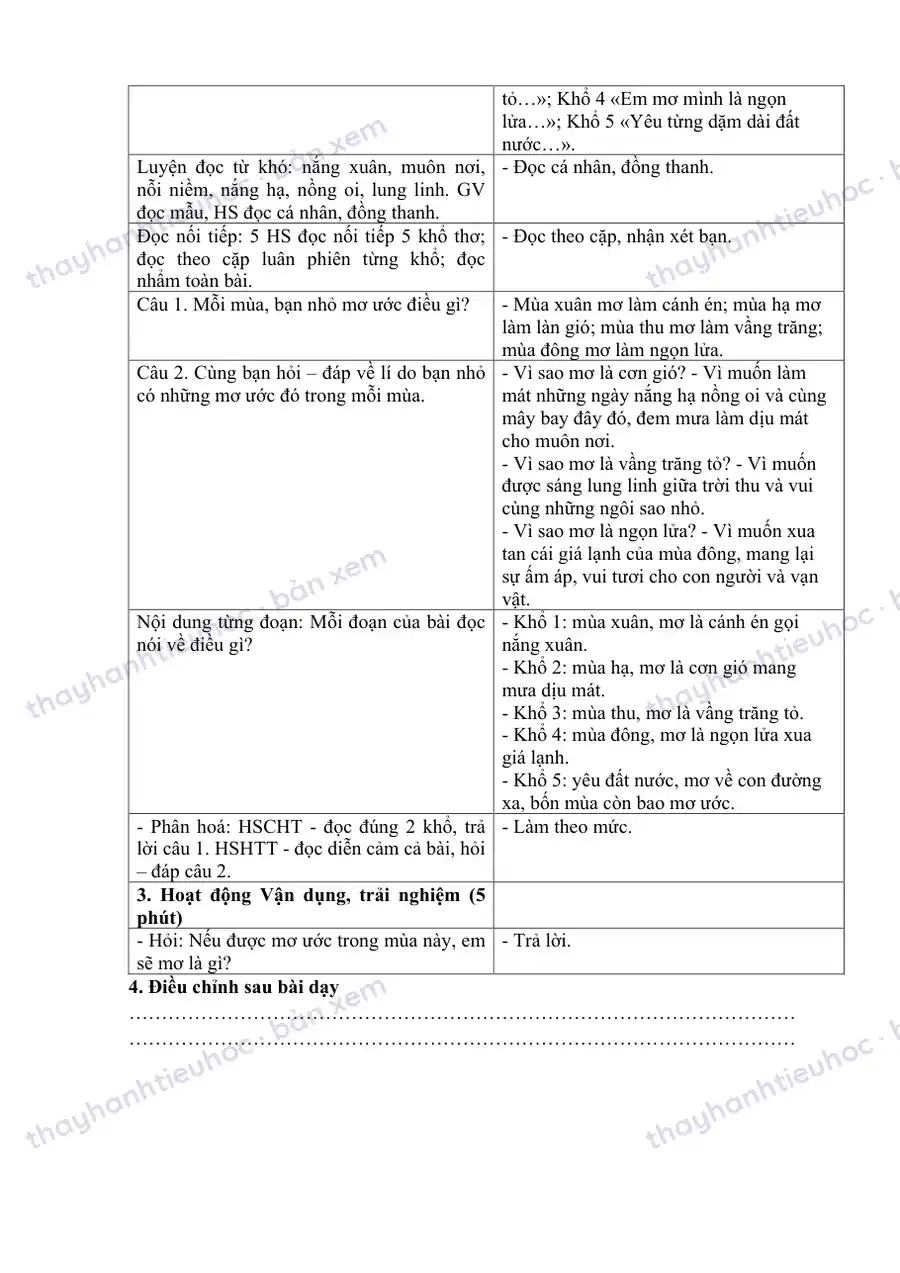 tỏ…»; Khổ 4 «Em mơ mình là ngọn
lửa…»; Khổ 5 «Yêu từng dặm dài đất
nước…».
Luyện đọc từ khó: nắng xuân, muôn nơi,
nỗi niềm, nắng hạ, nồng oi, lung linh. GV
đọc mẫu, HS đọc cá nhân, đồng thanh.
- Đọc cá nhân, đồng thanh.
Đọc nối tiếp: 5 HS đọc nối tiếp 5 khổ thơ;
đọc theo cặp luân phiên từng khổ; đọc
nhẩm toàn bài.
- Đọc theo cặp, nhận xét bạn.
Câu 1. Mỗi mùa, bạn nhỏ mơ ước điều gì?
- Mùa xuân mơ làm cánh én; mùa hạ mơ
làm làn gió; mùa thu mơ làm vầng trăng;
mùa đông mơ làm ngọn lửa.
Câu 2. Cùng bạn hỏi – đáp về lí do bạn nhỏ
có những mơ ước đó trong mỗi mùa.
- Vì sao mơ là cơn gió? - Vì muốn làm
mát những ngày nắng hạ nồng oi và cùng
mây bay đây đó, đem mưa làm dịu mát
cho muôn nơi.
- Vì sao mơ là vầng trăng tỏ? - Vì muốn
được sáng lung linh giữa trời thu và vui
cùng những ngôi sao nhỏ.
- Vì sao mơ là ngọn lửa? - Vì muốn xua
tan cái giá lạnh của mùa đông, mang lại
sự ấm áp, vui tươi cho con người và vạn
vật.
Nội dung từng đoạn: Mỗi đoạn của bài đọc
nói về điều gì?
- Khổ 1: mùa xuân, mơ là cánh én gọi
nắng xuân.
- Khổ 2: mùa hạ, mơ là cơn gió mang
mưa dịu mát.
- Khổ 3: mùa thu, mơ là vầng trăng tỏ.
- Khổ 4: mùa đông, mơ là ngọn lửa xua
giá lạnh.
- Khổ 5: yêu đất nước, mơ về con đường
xa, bốn mùa còn bao mơ ước.
- Phân hoá: HSCHT - đọc đúng 2 khổ, trả
lời câu 1. HSHTT - đọc diễn cảm cả bài, hỏi
– đáp câu 2.
- Làm theo mức.
3. Hoạt động Vận dụng, trải nghiệm (5
phút)
- Hỏi: Nếu được mơ ước trong mùa này, em
sẽ mơ là gì?
- Trả lời.
4. Điều chỉnh sau bài dạy
……………………………………………………………………………………
……………………………………………………………………………………
thayhanhtieuhoc · bản xem
thayhanhtieuhoc · b
thayhanhtieuhoc · bản xem
thayhanhtieuhoc · b
thayhanhtieuhoc · bản xem
thayhanhtieuhoc · b